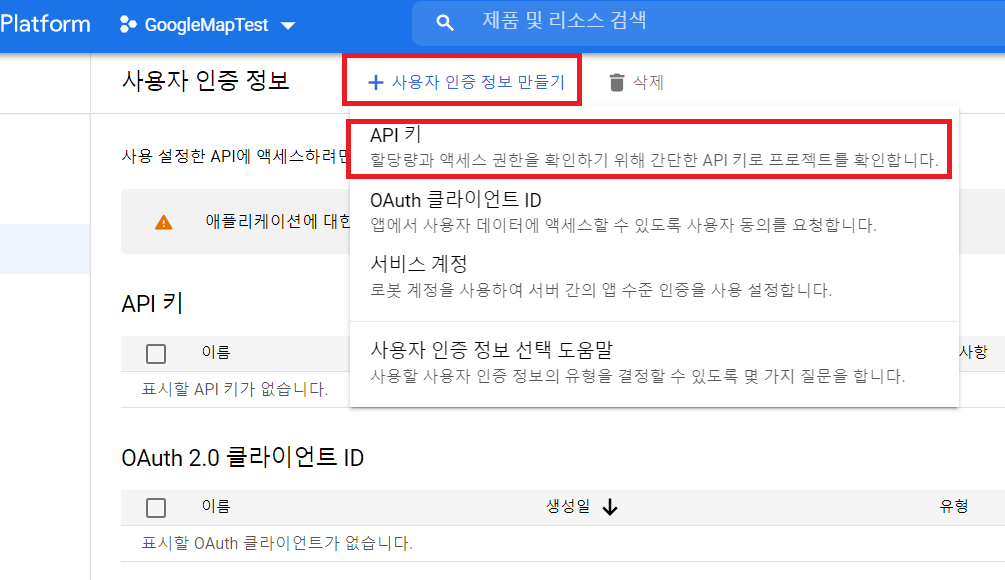 Platform
GoogleMapTest
제품 및 리소스 검색
사용자 인증 정보
+ 사용자 인증 정보 만들기
삭제
API 키
할당량과 액세스 권한을 확인하기 위해 간단한 API 키로 프로젝트를 확인합니다.
사용 설정한 API에 액세스하려면
OAuth 클라이언트 ID
앱에서 사용자 데이터에 액세스할 수 있도록 사용자 동의를 요청합니다.
애플리케이션에 대한
서비스 계정
로봇 계정을 사용하여 서버 간의 앱 수준 인증을 사용 설정합니다.
사용자 인증 정보 선택 도움말
사용할 사용자 인증 정보의 유형을 결정할 수 있도록 몇 가지 질문을 합니다.
API 키
이름
사항
표시할 API 키가 없습니다.
OAuth 2.0 클라이언트 ID
이름
생성일
유형
표시할 OAuth 클라이언트가 없습니다.